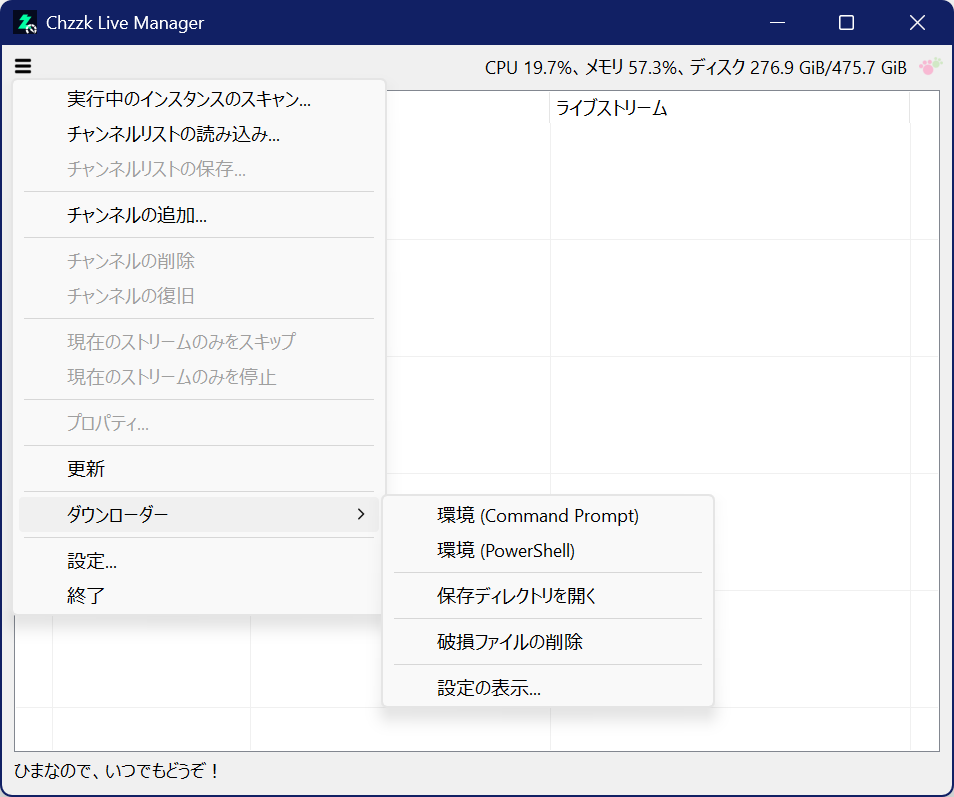 Chzzk Live Manager
CPU 19.7%、メモリ 57.3%、ディスク 276.9 GiB/475.7 GiB
ライブストリーム
実行中のインスタンスのスキャン...
チャンネルリストの読み込み...
チャンネルリストの保存...
チャンネルの追加...
チャンネルの削除
チャンネルの復旧
現在のストリームのみをスキップ
現在のストリームのみを停止
プロパティ...
更新
ダウンローダー
設定...
終了
環境 (Command Prompt)
環境 (PowerShell)
保存ディレクトリを開く
破損ファイルの削除
設定の表示...
ひまなので、いつでもどうぞ！